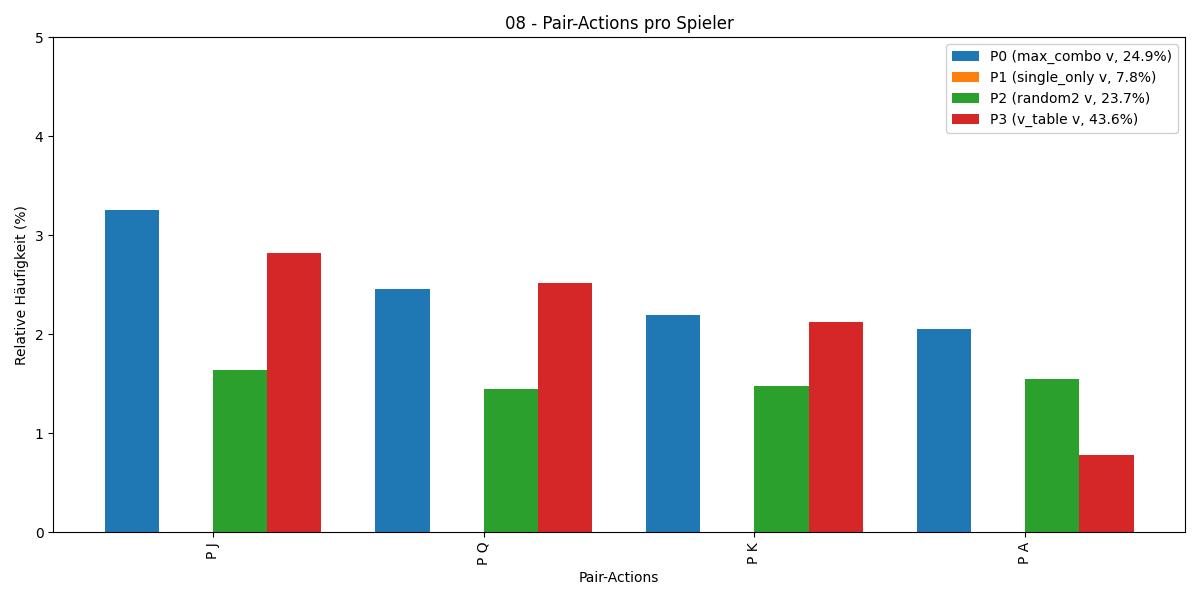 08 - Pair-Actions pro Spieler
P0 (max_combo v, 24.9%)
P1 (single_only v, 7.8%)
P2 (random2 v, 23.7%)
P3 (v_table v, 43.6%)
Relative Häufigkeit (%)
5
4
3
2
1
0
P J
P Q
P K
P A
Pair-Actions